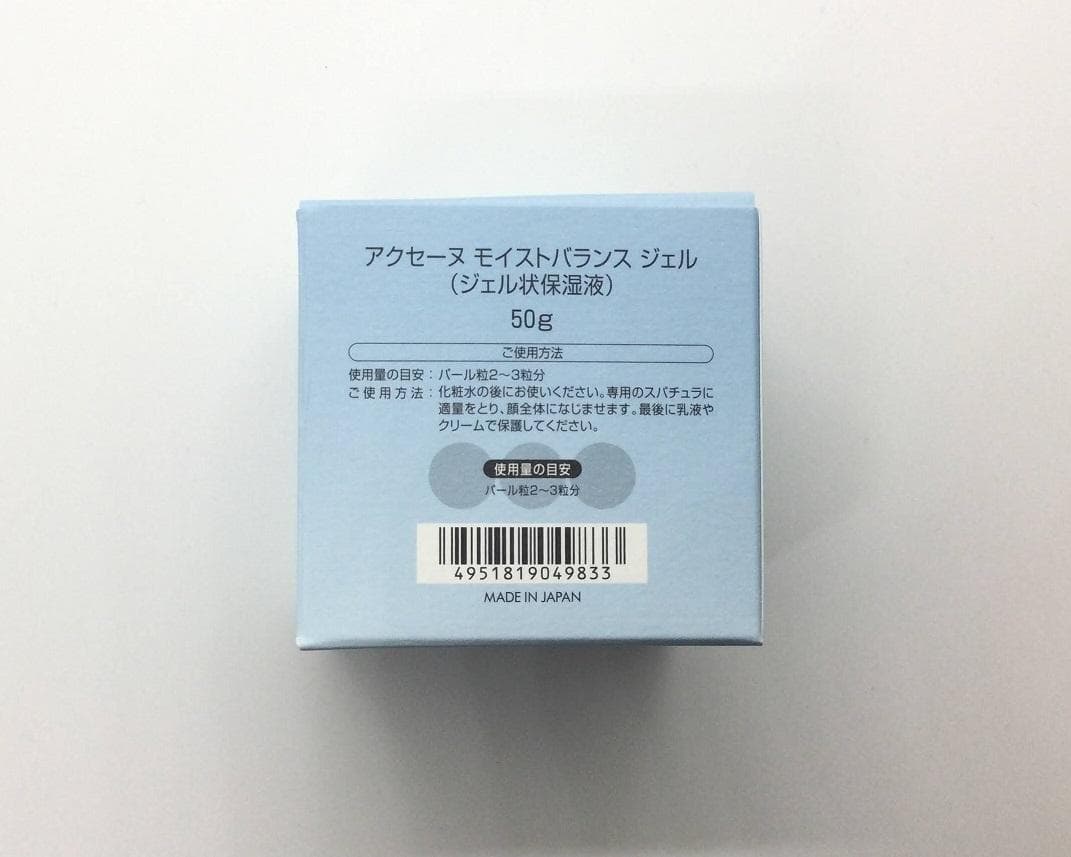 アクセーヌ モイストバランス ジェル
（ジェル状保湿液）
50g
ご使用方法
使用量の目安：パール粒2〜3粒分
ご使用方法：化粧水の後にお使いください。専用のスパチュラに
適量をとり、顔全体になじませます。最後に乳液や
クリームで保護してください。
使用量の目安
パール粒2〜3粒分
4951819049833
MADE IN JAPAN